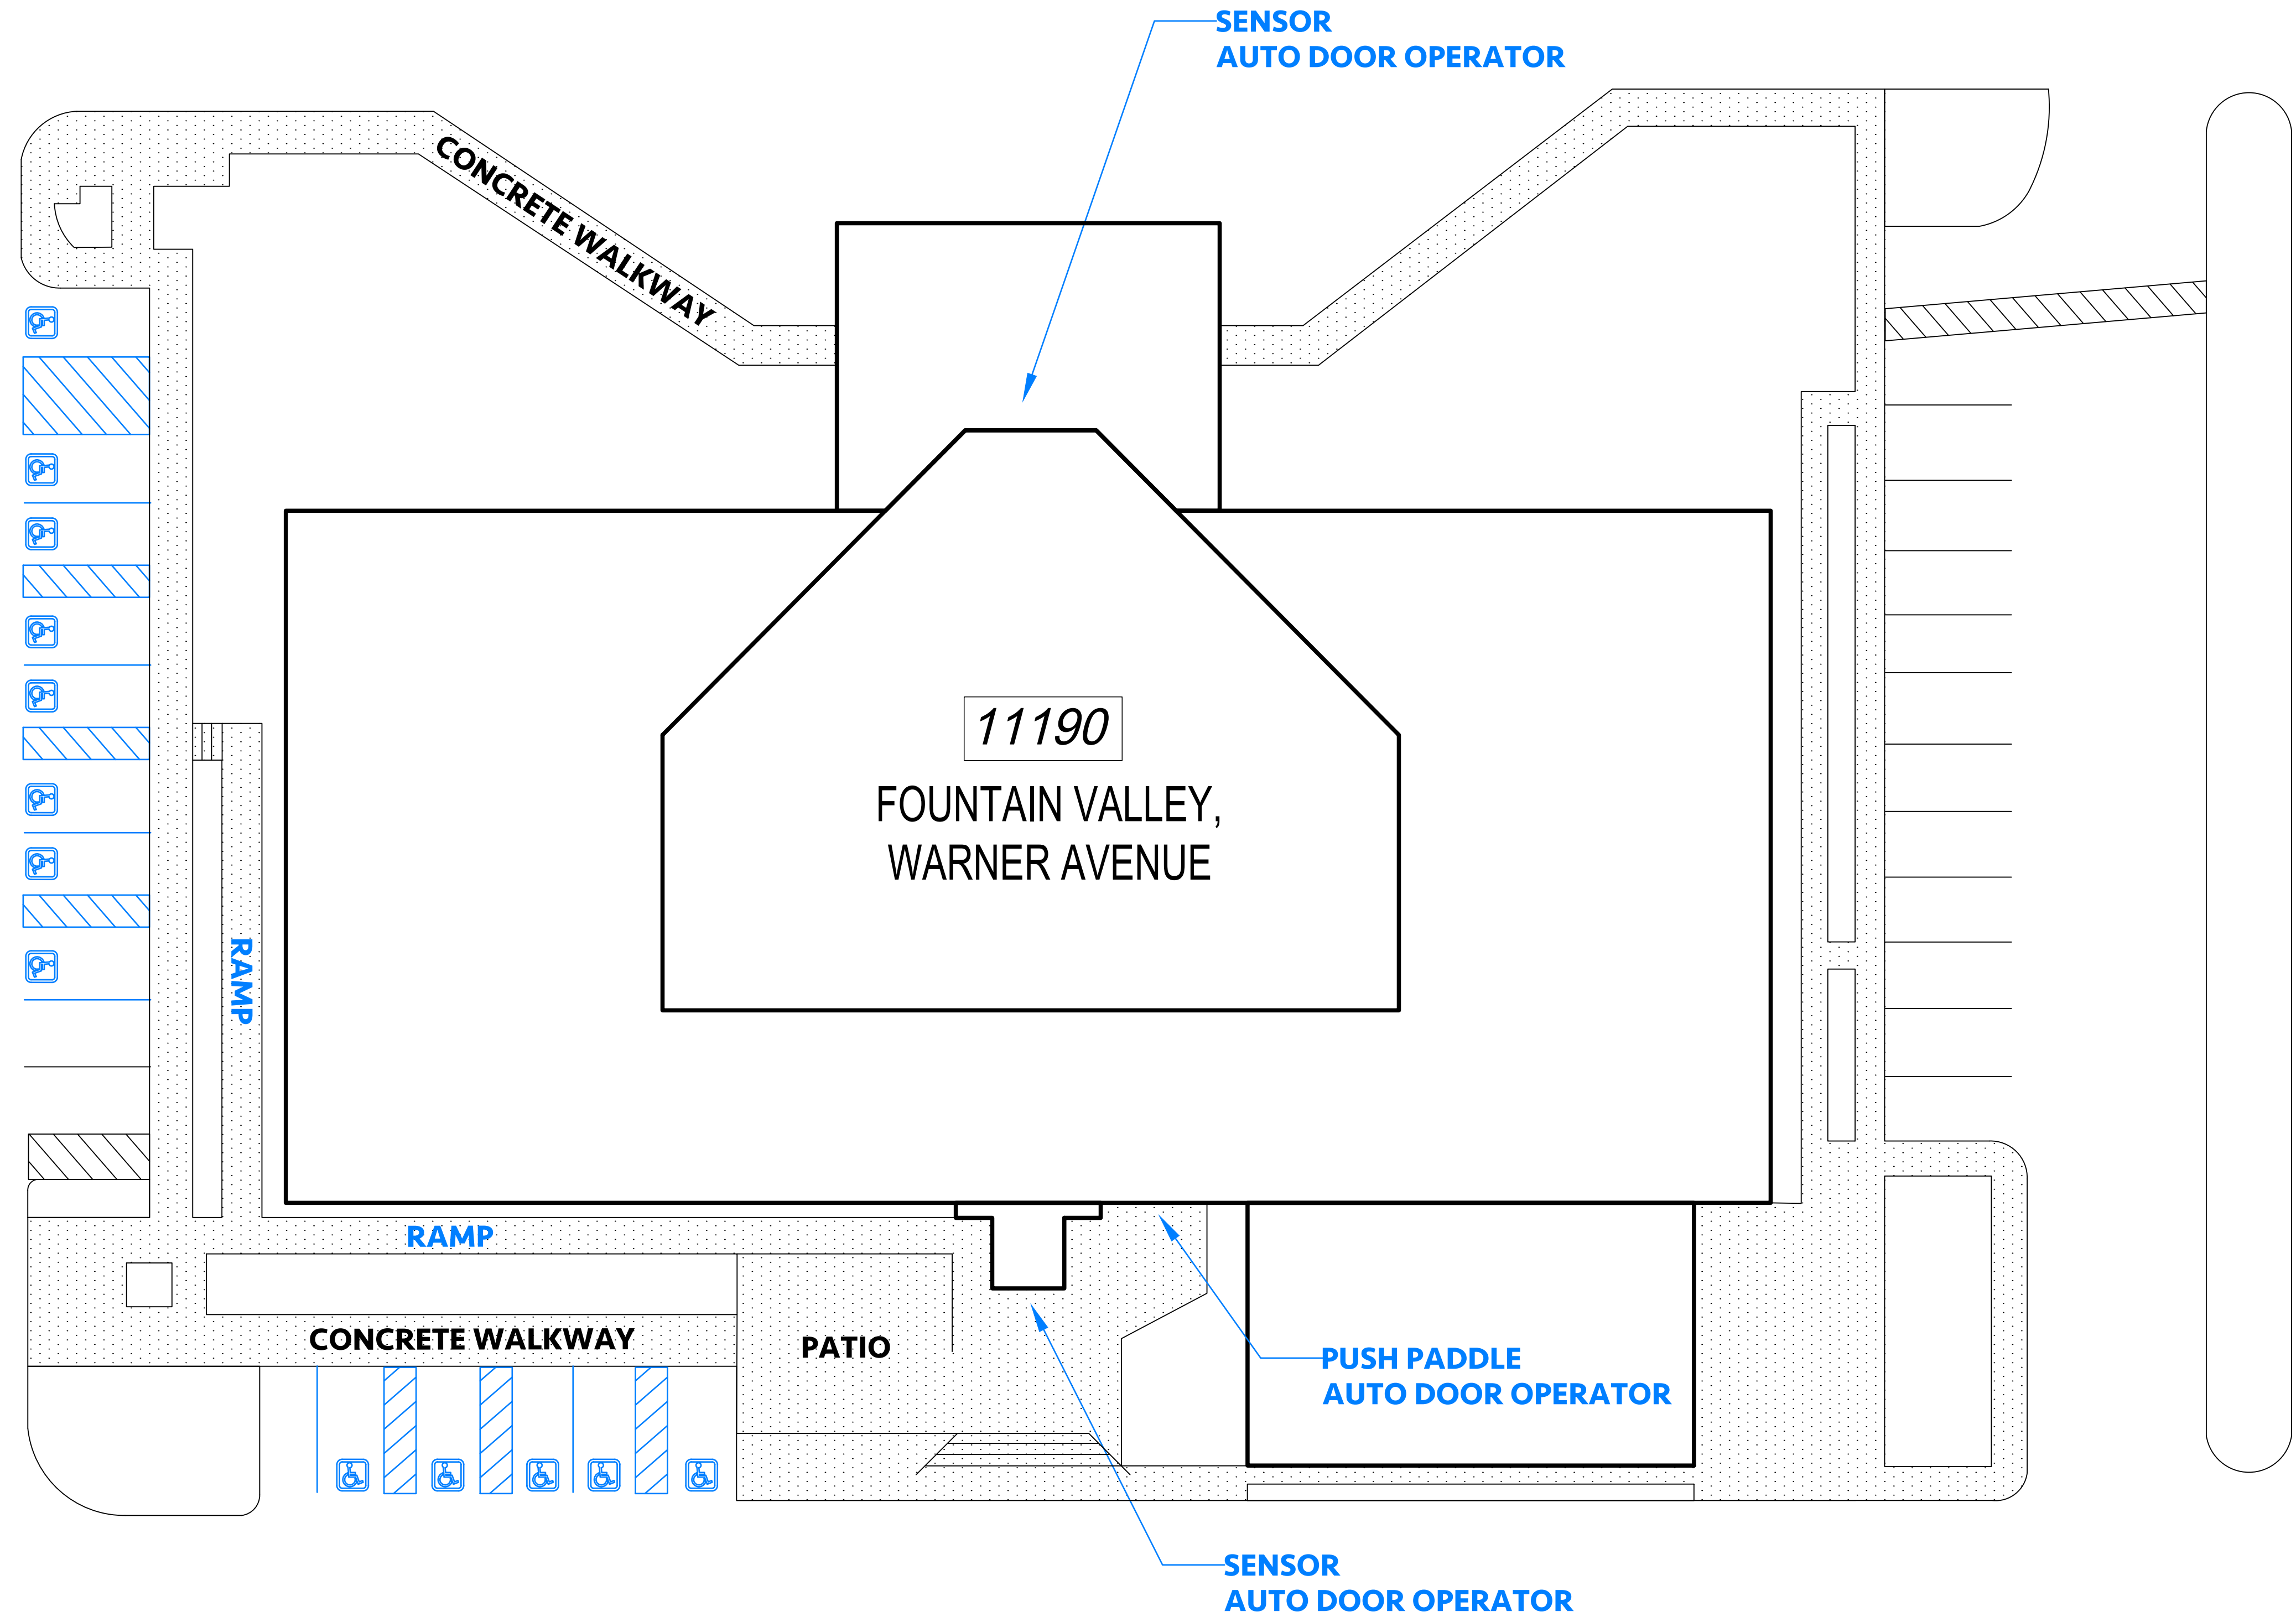 SENSOR
AUTO DOOR OPERATOR
CONCRETE WALKWAY
11190
FOUNTAIN VALLEY,
WARNER AVENUE
RAMP
RAMP
CONCRETE WALKWAY
PATIO
PUSH PADDLE
AUTO DOOR OPERATOR
SENSOR
AUTO DOOR OPERATOR